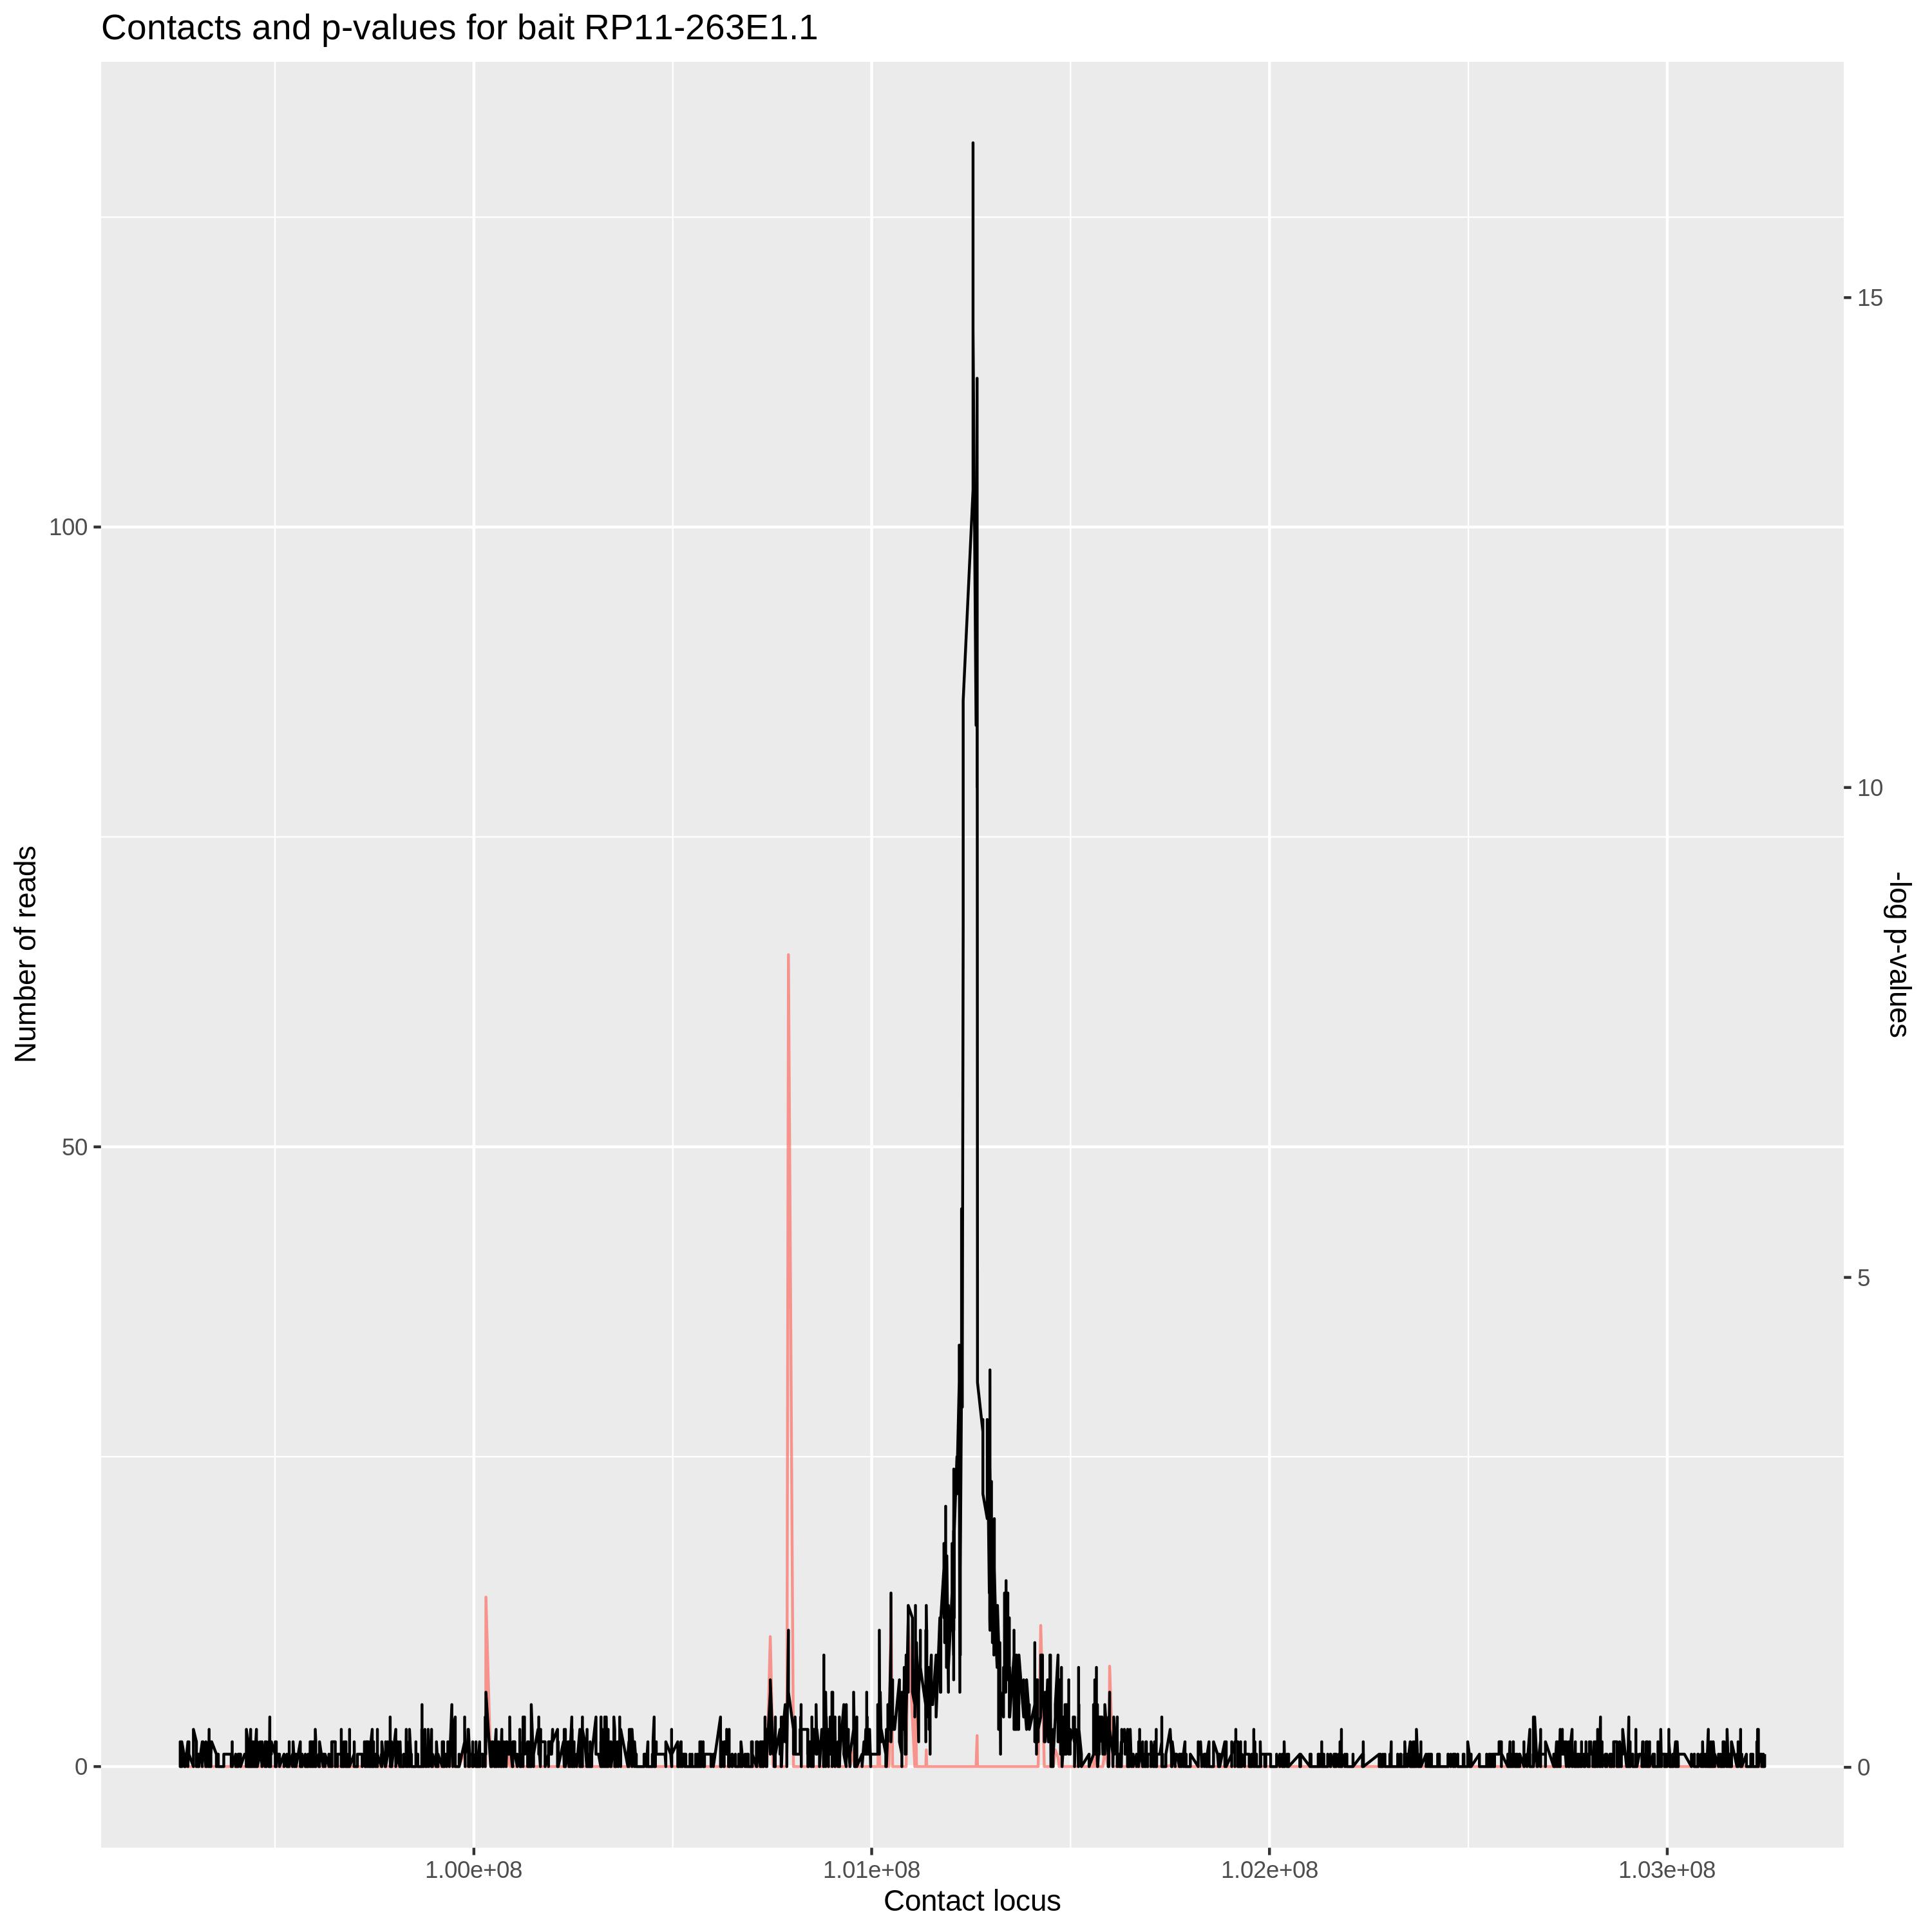 Contacts and p-values for bait RP11-263E1.1
Number of reads
100
50
0
15
10
5
0
-log p-values
1.00e+08
1.01e+08
1.02e+08
1.03e+08
Contact locus